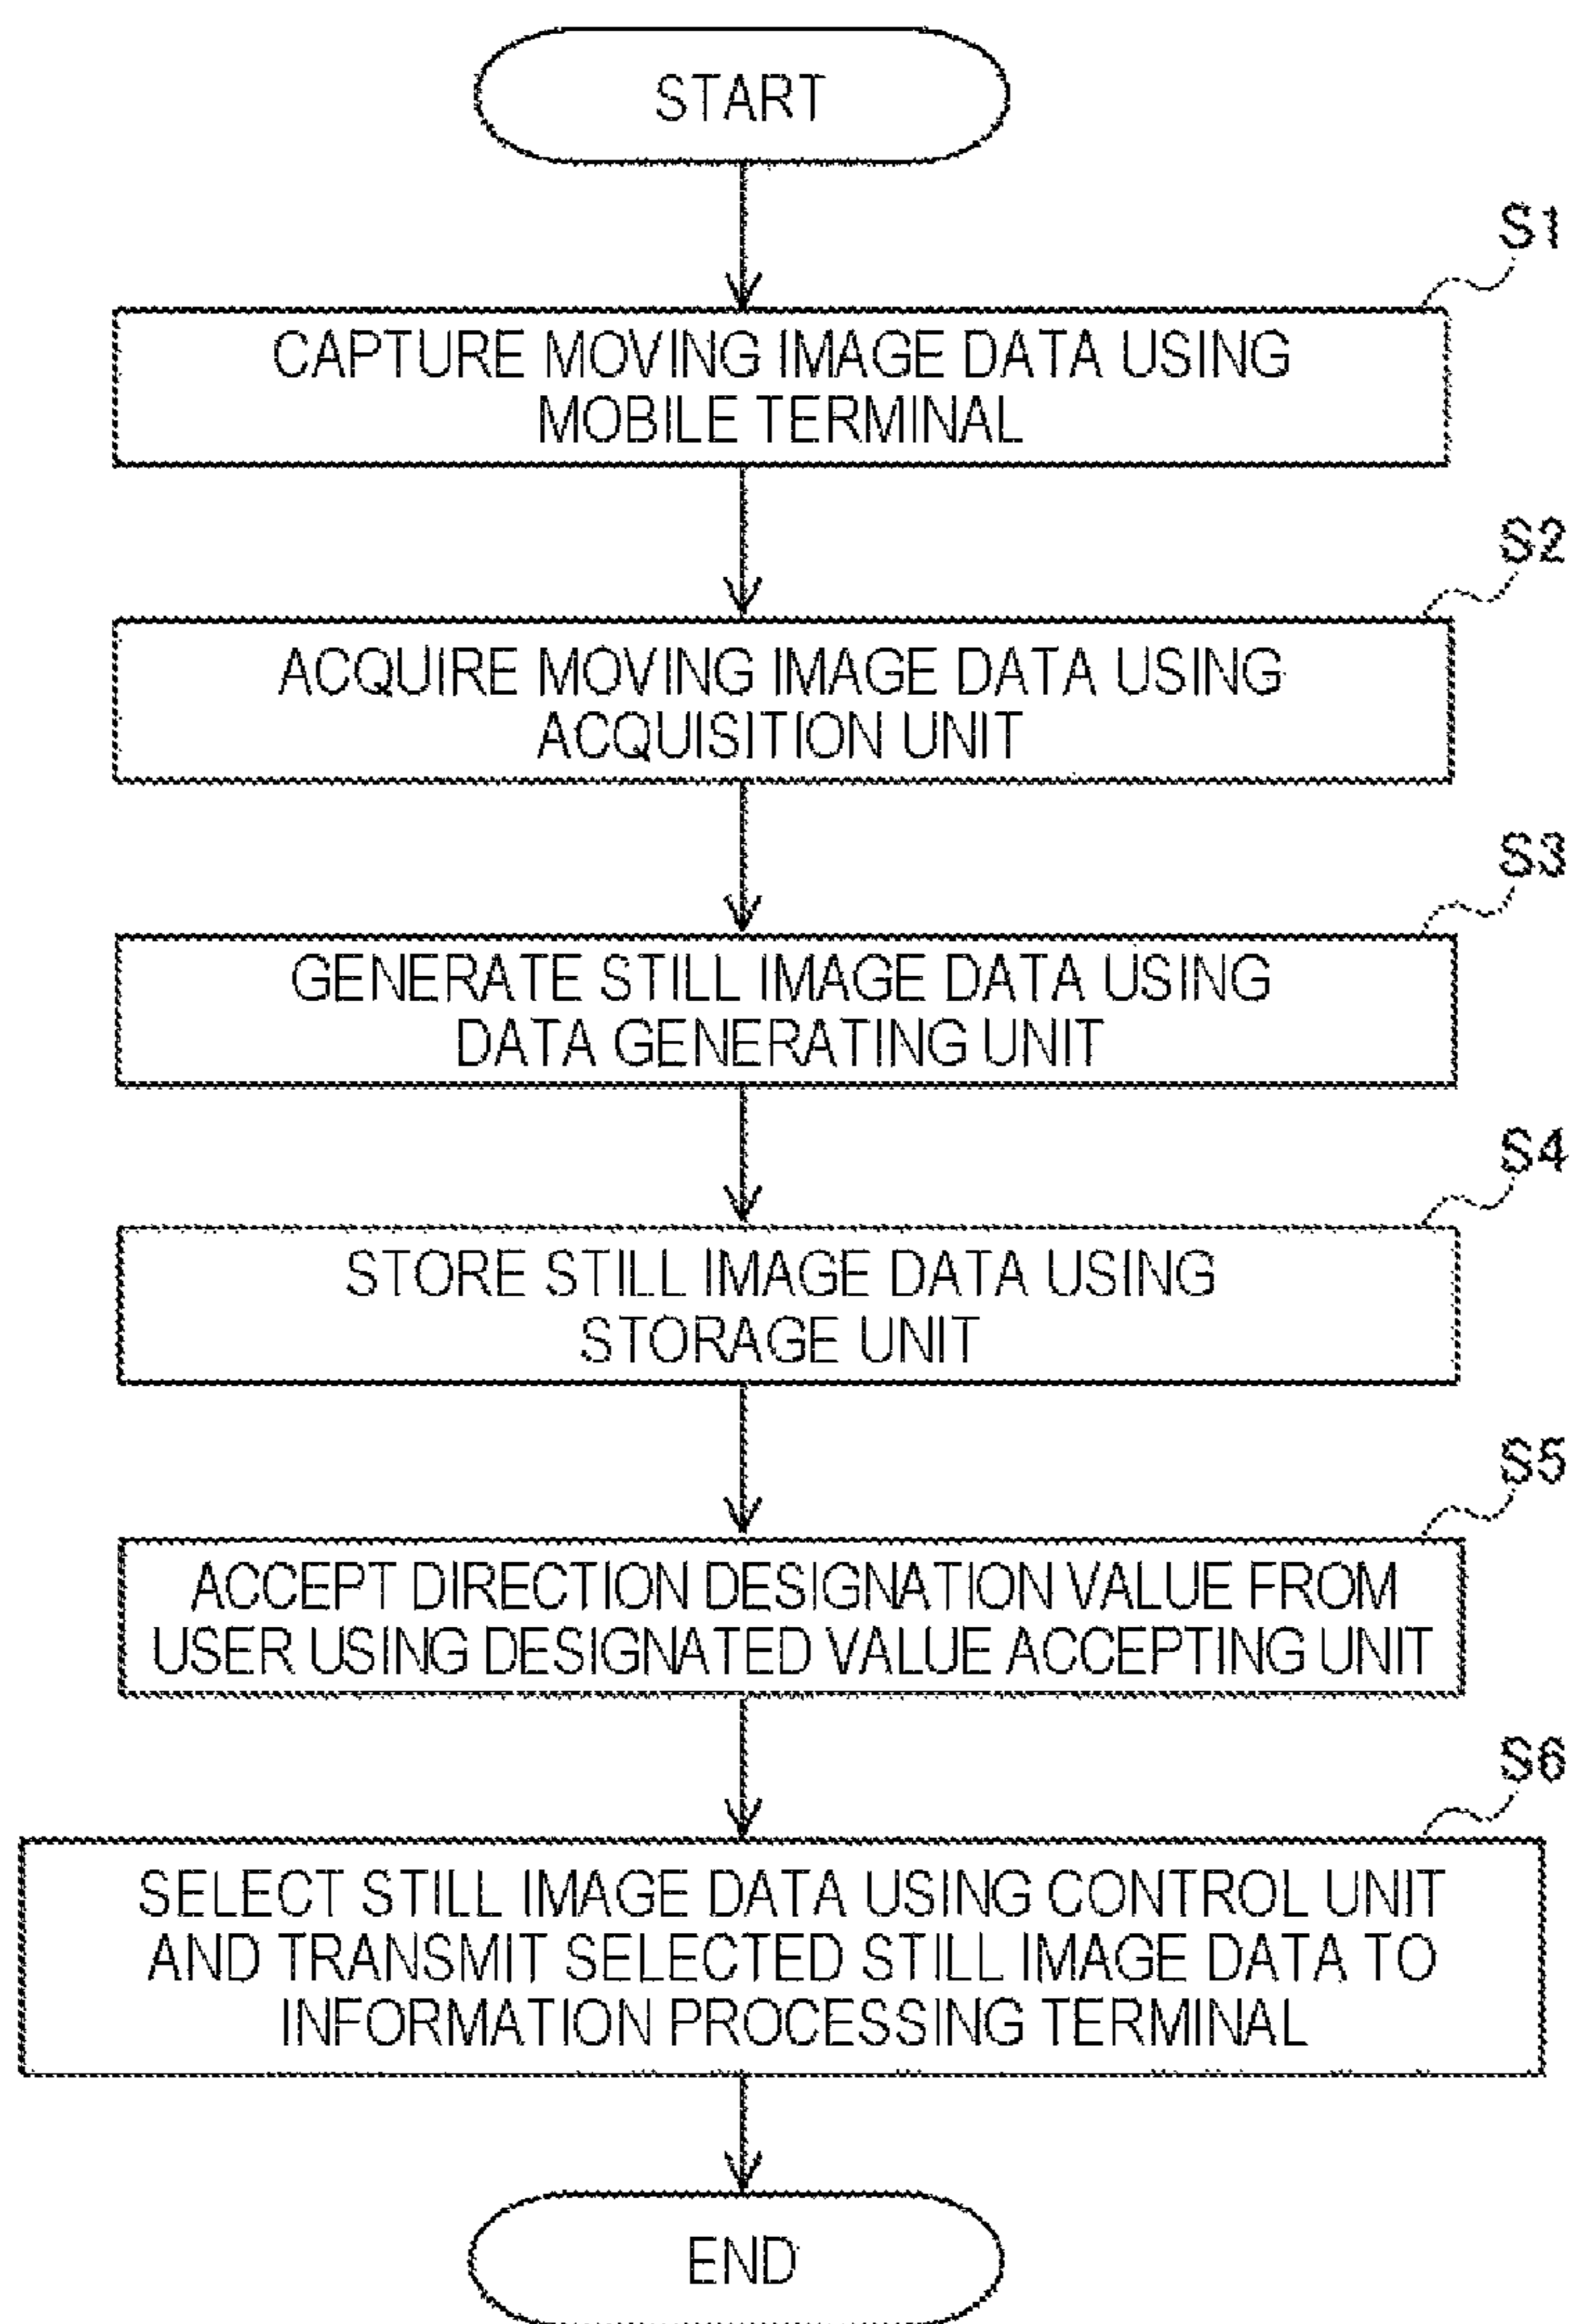 START
S1
CAPTURE MOVING IMAGE DATA USING
MOBILE TERMINAL
S2
ACQUIRE MOVING IMAGE DATA USING
ACQUISITION UNIT
S3
GENERATE STILL IMAGE DATA USING
DATA GENERATING UNIT
S4
STORE STILL IMAGE DATA USING
STORAGE UNIT
S5
ACCEPT DIRECTION DESIGNATION VALUE FROM
USER USING DESIGNATED VALUE ACCEPTING UNIT
S6
SELECT STILL IMAGE DATA USING CONTROL UNIT
AND TRANSMIT SELECTED STILL IMAGE DATA TO
INFORMATION PROCESSING TERMINAL
END